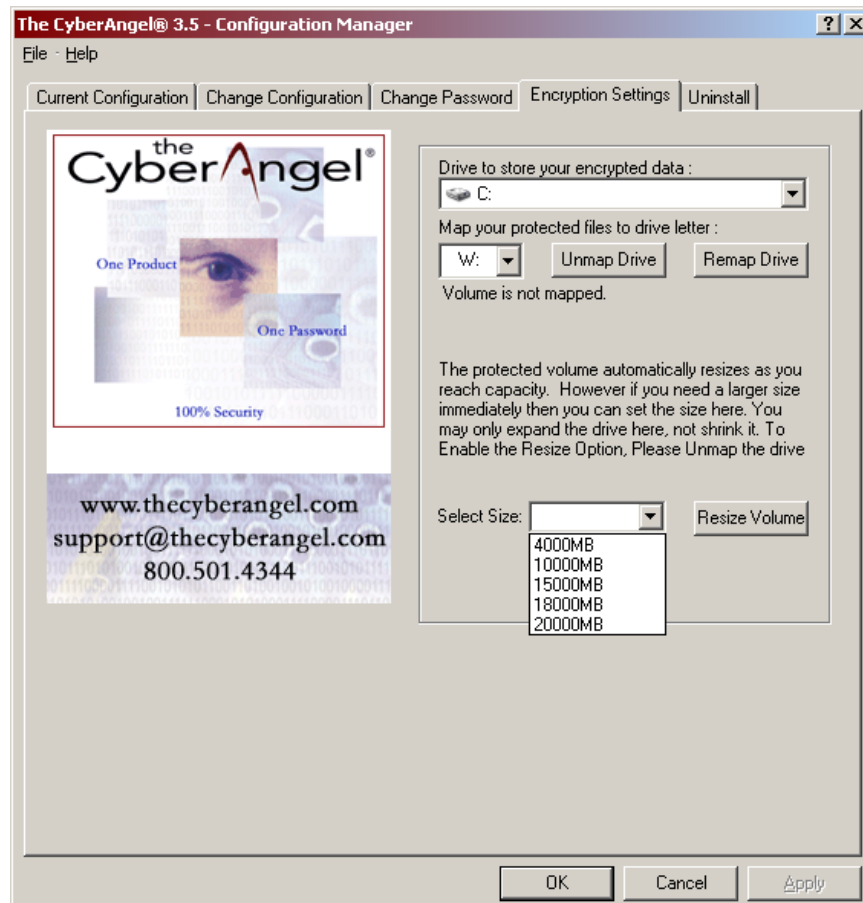 The CyberAngel® 3.5 - Configuration Manager
File - Help
Current Configuration
Change Configuration
Change Password
Encryption Settings
Uninstall
the
CyberAngel®
One Product
One Password
100% Security
www.thecyberangel.com
support@thecyberangel.com
800.501.4344
Drive to store your encrypted data :
C:
Map your protected files to drive letter :
W:
Unmap Drive
Remap Drive
Volume is not mapped.
The protected volume automatically resizes as you
reach capacity. However if you need a larger size
immediately then you can set the size here. You
may only expand the drive here, not shrink it. To
Enable the Resize Option, Please Unmap the drive
Select Size:
Resize Volume
4000MB
10000MB
15000MB
18000MB
20000MB
OK
Cancel
Apply